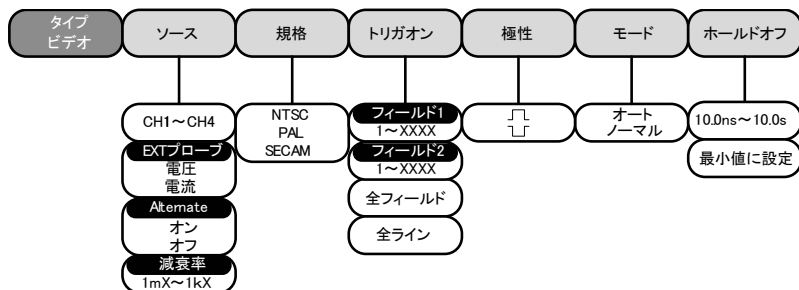 タイプ
ビデオ
ソース
規格
トリガオン
極性
モード
ホールドオフ
CH1～CH4
EXTプローブ
電圧
電流
Alternate
オン
オフ
減衰率
1mX～1kX
NTSC
PAL
SECAM
フィールド1
1～XXXX
フィールド2
1～XXXX
全フィールド
全ライン
オート
ノーマル
10.0ns～10.0s
最小値に設定